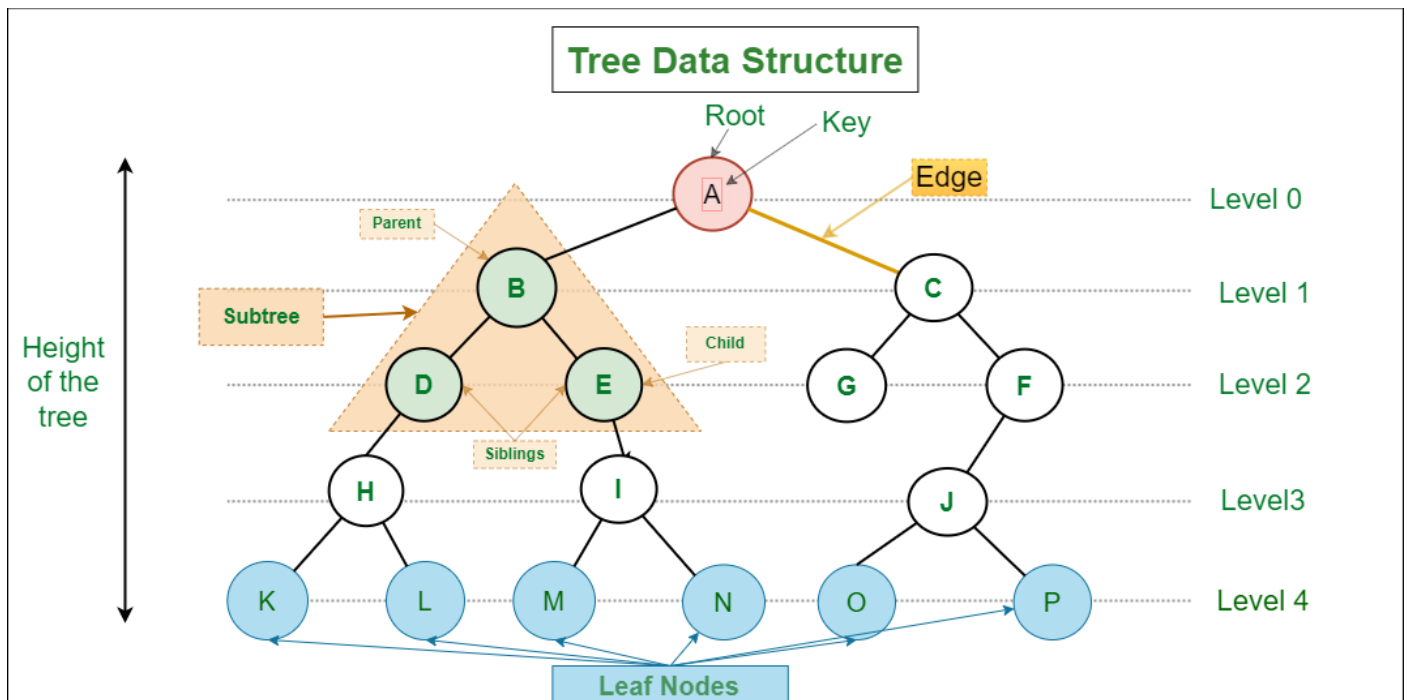 Tree Data Structure
Root
Key
A
Edge
Level 0
Parent
B
C
Level 1
Subtree
Height
of the
tree
Child
D
E
G
F
Level 2
Siblings
H
I
J
Level3
K
L
M
N
O
P
Level 4
Leaf Nodes